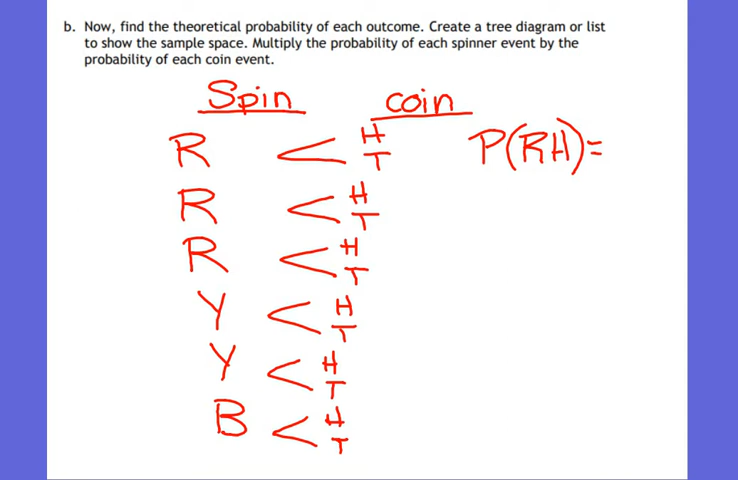 b. Now, find the theoretical probability of each outcome. Create a tree diagram or list
to show the sample space. Multiply the probability of each spinner event by the
probability of each coin event.
Spin coin
R < H
T
P(RH)=
R < H
T
R < H
T
Y < H
T
Y < H
T
B < H
T